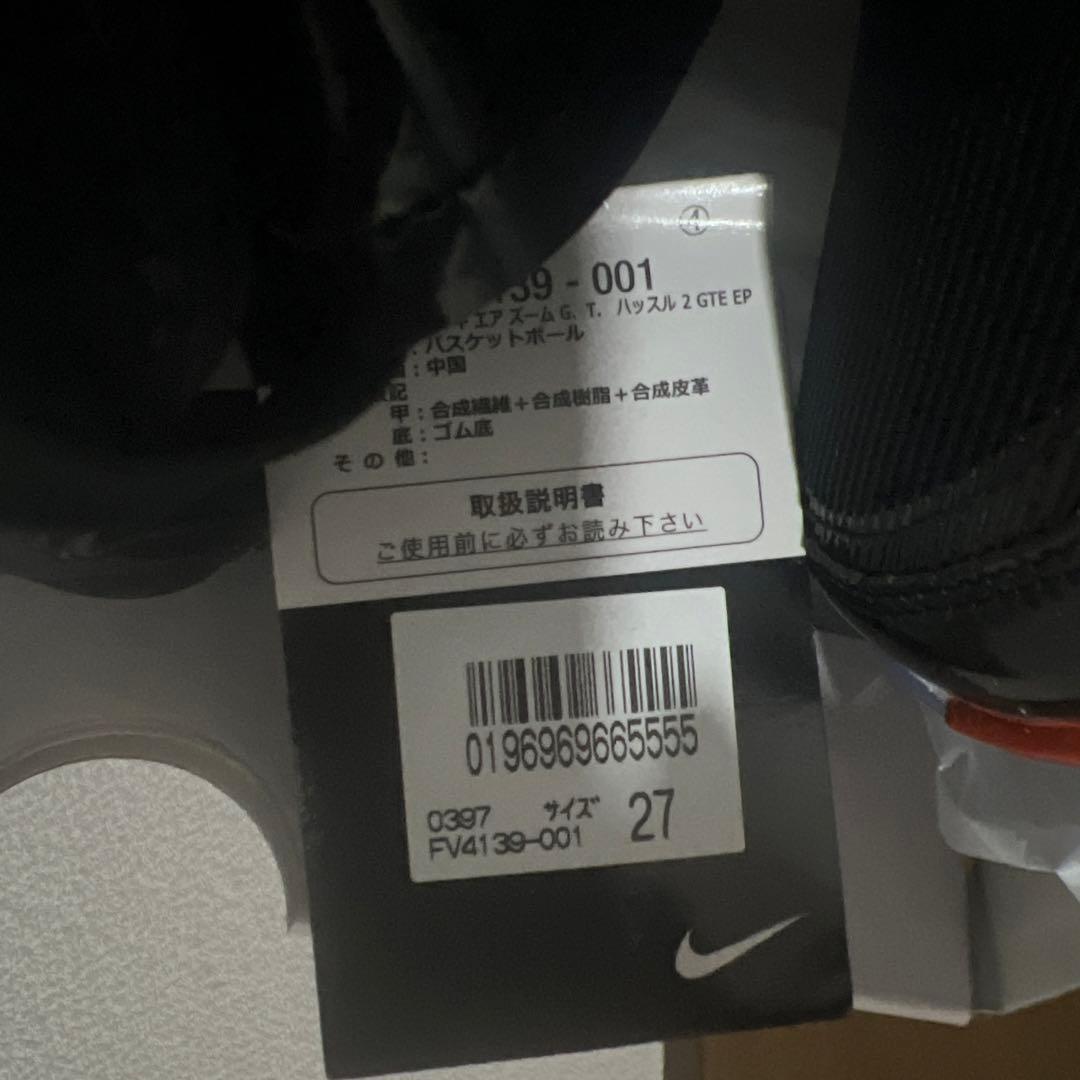 ④
139 - 001
エア ズーム G. T. ハッスル 2 GTE EP
: バスケットボール
: 中国
表記
甲 : 合成繊維+合成樹脂+合成皮革
底 : ゴム底
その他 :
取扱説明書
ご使用前に必ずお読み下さい
0196969665555
0397 サイズ 27
FV4139-001